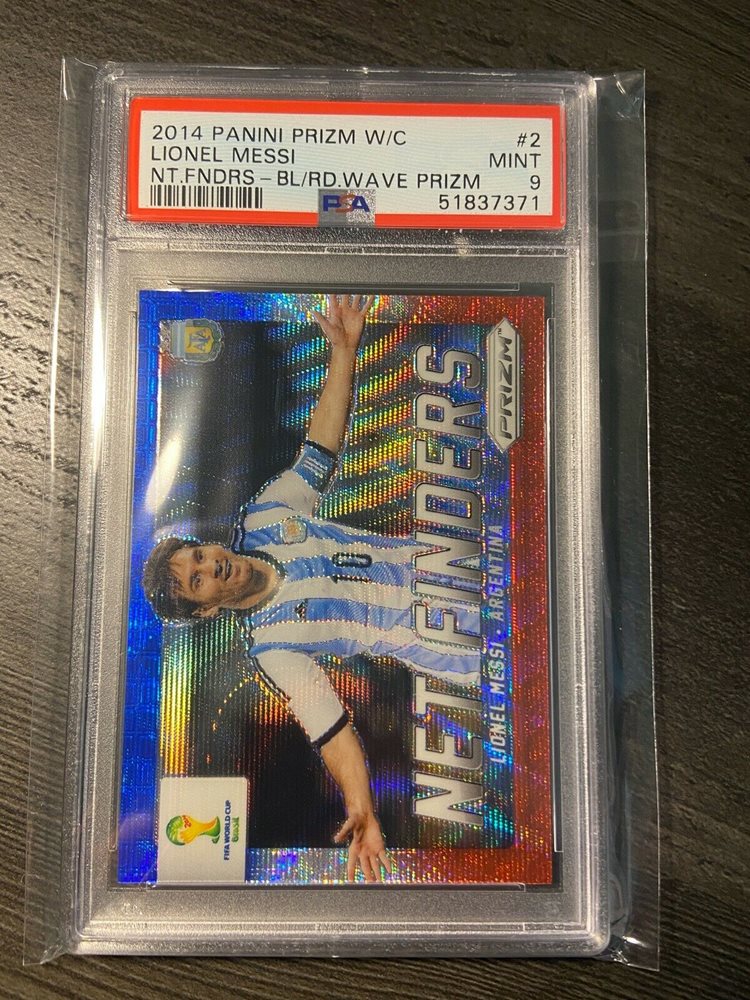 2014 PANINI PRIZM W/C #2
LIONEL MESSI MINT
NT.FNDRS - BL/RD.WAVE PRIZM 9
PSA 51837371
PRIZM
NET FINDERS
LIONEL MESSI • ARGENTINA
10
FIFA WORLD CUP
Brasil